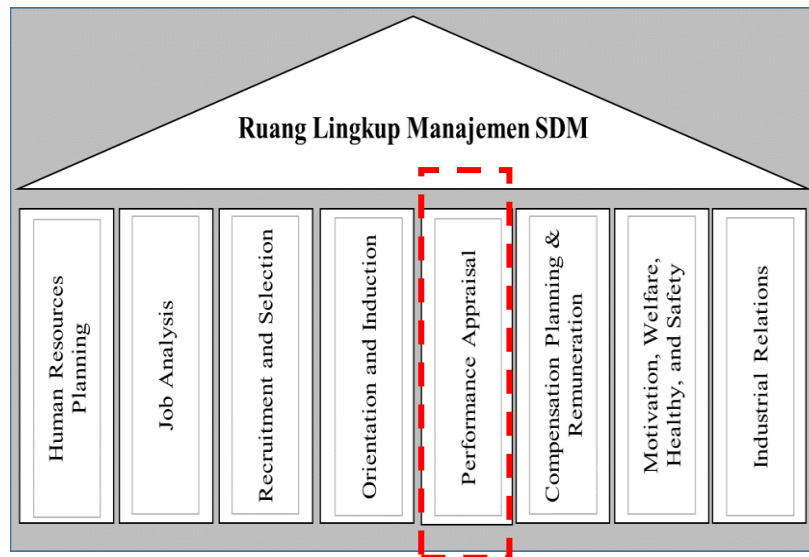 Ruang Lingkup Manajemen SDM
Human Resources
Planning
Job Analysis
Recruitment and Selection
Orientation and Induction
Performance Appraisal
Compensation Planning &
Remuneration
Motivation, Welfare,
Healthy, and Safety
Industrial Relations